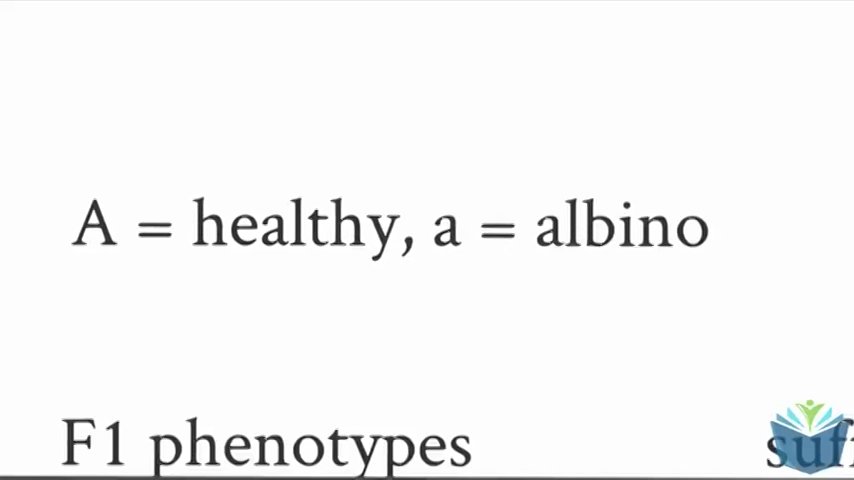 A = healthy, a = albino
F1 phenotypes